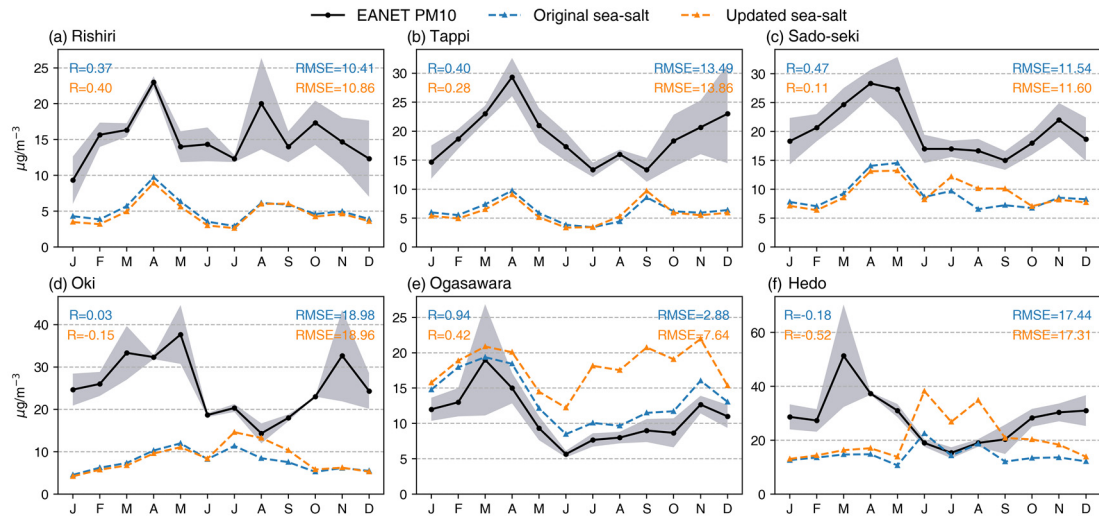 EANET PM10 Original sea-salt Updated sea-salt
(a) Rishiri (b) Tappi (c) Sado-seki
R=0.37 RMSE=10.41 R=0.40 RMSE=13.49 R=0.47 RMSE=11.54
R=0.40 RMSE=10.86 R=0.28 RMSE=13.86 R=0.11 RMSE=11.60
μg/m⁻³
25 20 15 10 5 0
30 25 20 15 10 5 0
30 25 20 15 10 5 0
J F M A M J J A S O N D
J F M A M J J A S O N D
J F M A M J J A S O N D
(d) Oki (e) Ogasawara (f) Hedo
R=0.03 RMSE=18.98 R=0.94 RMSE=2.88 R=-0.18 RMSE=17.44
R=-0.15 RMSE=18.96 R=0.42 RMSE=7.64 R=-0.52 RMSE=17.31
μg/m⁻³
40 30 20 10 0
25 20 15 10 5 0
60 40 20 0
J F M A M J J A S O N D
J F M A M J J A S O N D
J F M A M J J A S O N D